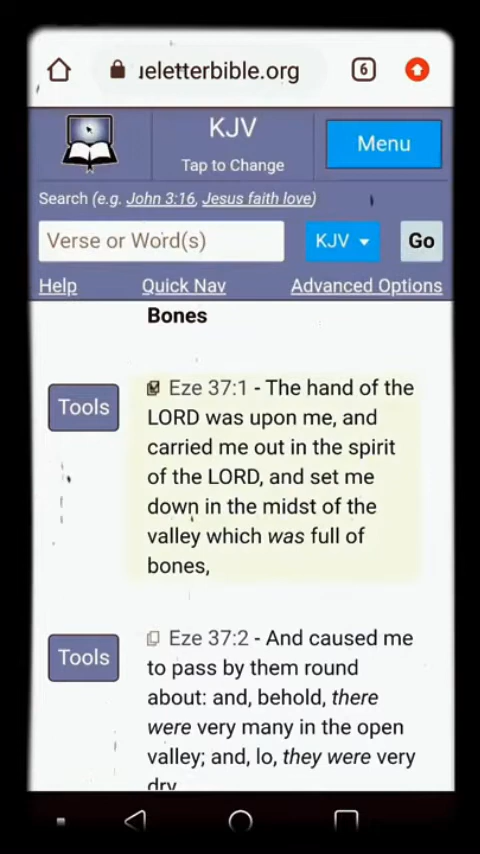 ueletterbible.org
6
KJV
Tap to Change
Menu
Search (e.g. John 3:16, Jesus faith love)
Verse or Word(s)
KJV
Go
Help
Quick Nav
Advanced Options
Bones
Tools
Eze 37:1 - The hand of the
LORD was upon me, and
carried me out in the spirit
of the LORD, and set me
down in the midst of the
valley which was full of
bones,
Tools
Eze 37:2 - And caused me
to pass by them round
about: and, behold, there
were very many in the open
valley; and, lo, they were very
dry